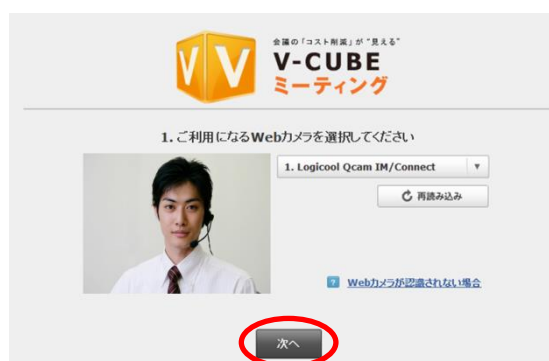 会議の「コスト削減」が“見える”
V V
V-CUBE
ミーティング
1. ご利用になるWebカメラを選択してください
1. Logicool Qcam IM/Connect
再読み込み
? Webカメラが認識されない場合
次へ